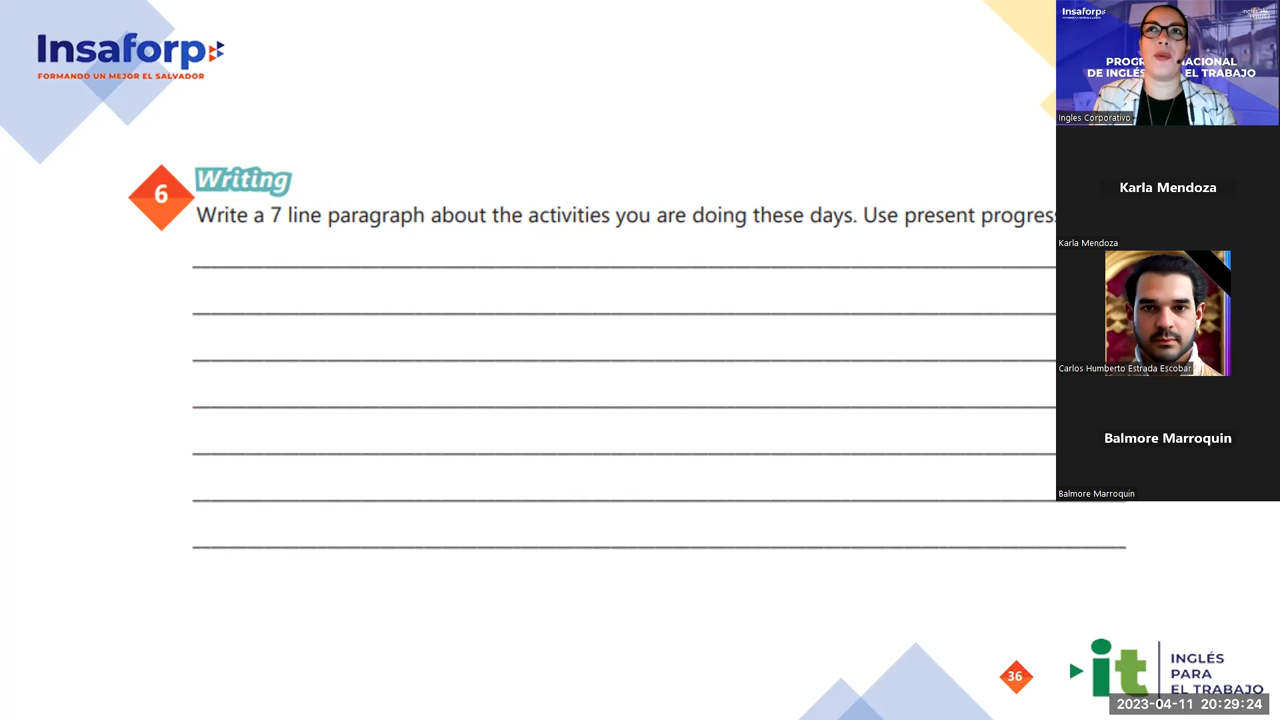 Insaforp
FORMANDO UN MEJOR EL SALVADOR
6
Writing
Write a 7 line paragraph about the activities you are doing these days. Use present progres
Insaforp
PROGR NACIONAL
DE INGLÉS EL TRABAJO
Ingles Corporativo
Karla Mendoza
Karla Mendoza
Carlos Humberto Estrada Escobar
Balmore Marroquin
Balmore Marroquin
36
it
INGLÉS
PARA
EL TRABAJO
2023-04-11 20:29:24